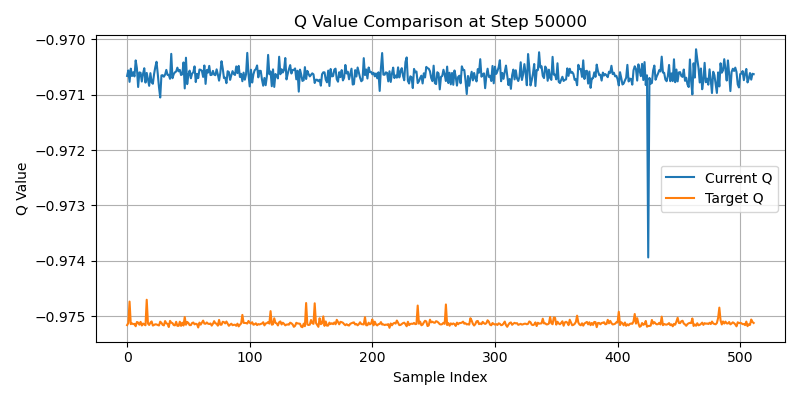 Q Value Comparison at Step 50000
Q Value
−0.970
−0.971
−0.972
−0.973
−0.974
−0.975
Current Q
Target Q
0
100
200
300
400
500
Sample Index